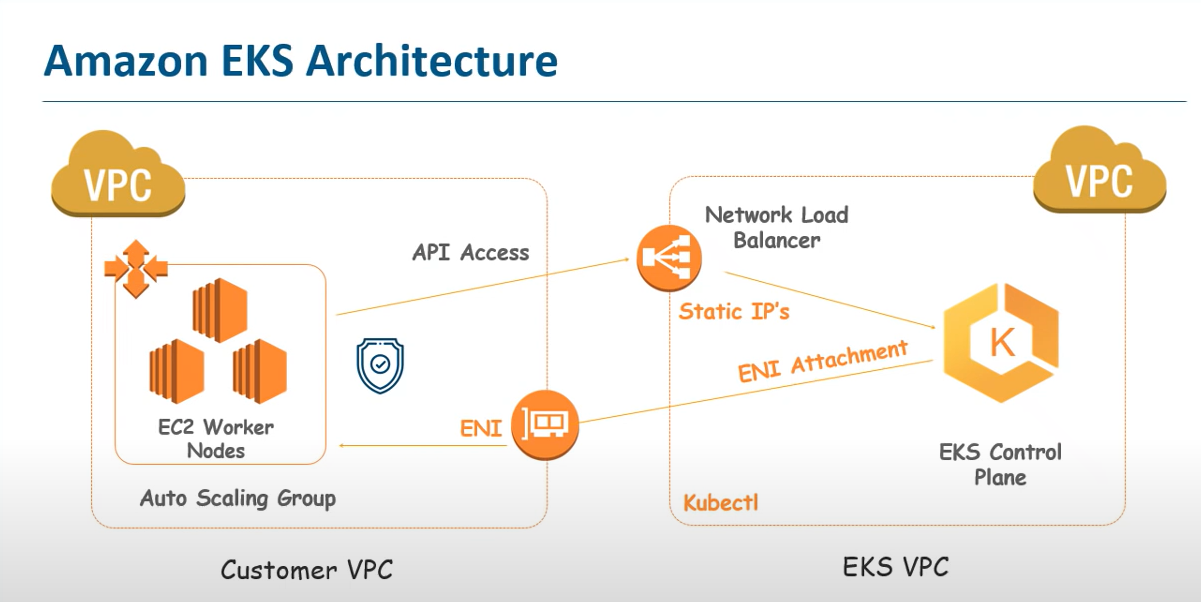 Amazon EKS Architecture
VPC
VPC
Network Load
Balancer
API Access
Static IP's
K
ENI Attachment
EC2 Worker
Nodes
ENI
EKS Control
Plane
Auto Scaling Group
Kubectl
Customer VPC
EKS VPC